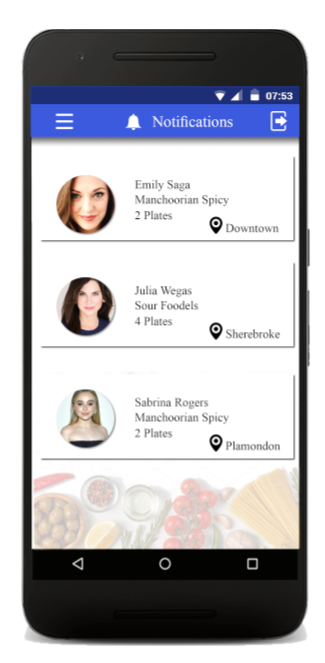 07:53
Notifications
Emily Saga
Manchoorian Spicy
2 Plates
Downtown
Julia Wegas
Sour Foodels
4 Plates
Sherebroke
Sabrina Rogers
Manchoorian Spicy
2 Plates
Plamondon